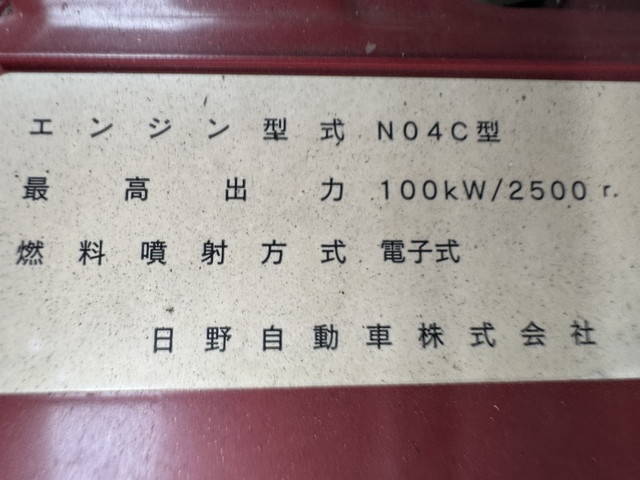 エンジン型式 N04C型
最高出力 100kW/2500 r.
燃料噴射方式 電子式
日野自動車株式会社